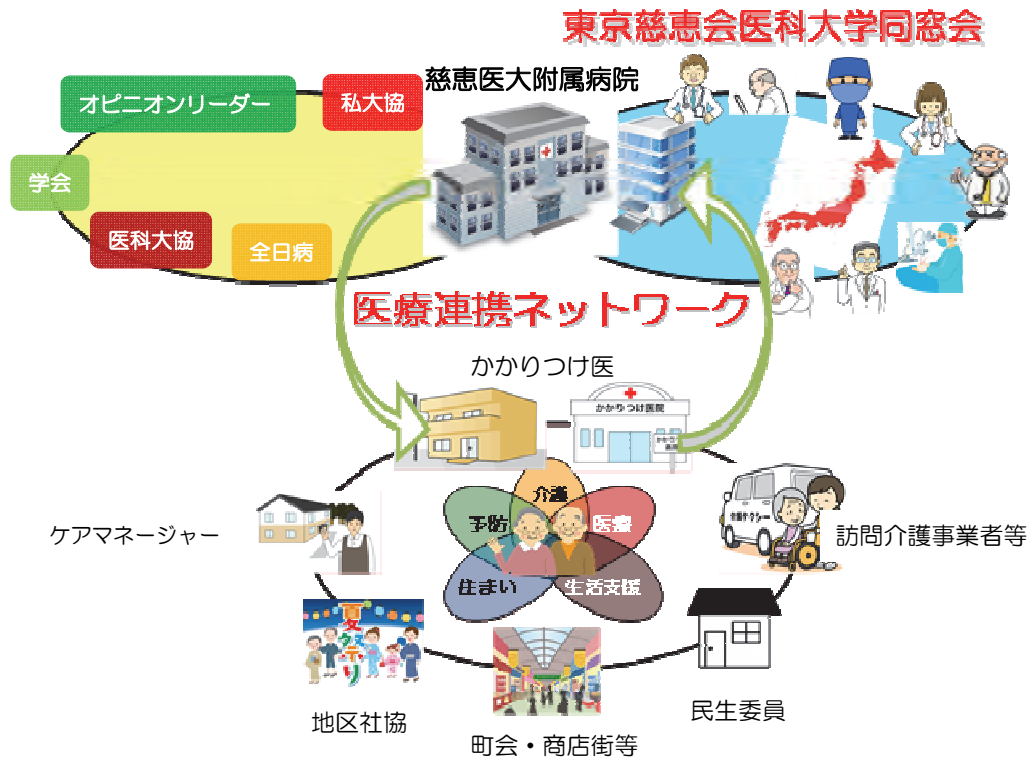 東京慈恵会医科大学同窓会
慈恵医大附属病院
オピニオンリーダー
私大協
学会
医科大協
全日病
医療連携ネットワーク
かかりつけ医
かかりつけ医院
介護
予防
医療
住まい
生活支援
ケアマネージャー
訪問介護事業者等
夏祭り
地区社協
民生委員
町会・商店街等